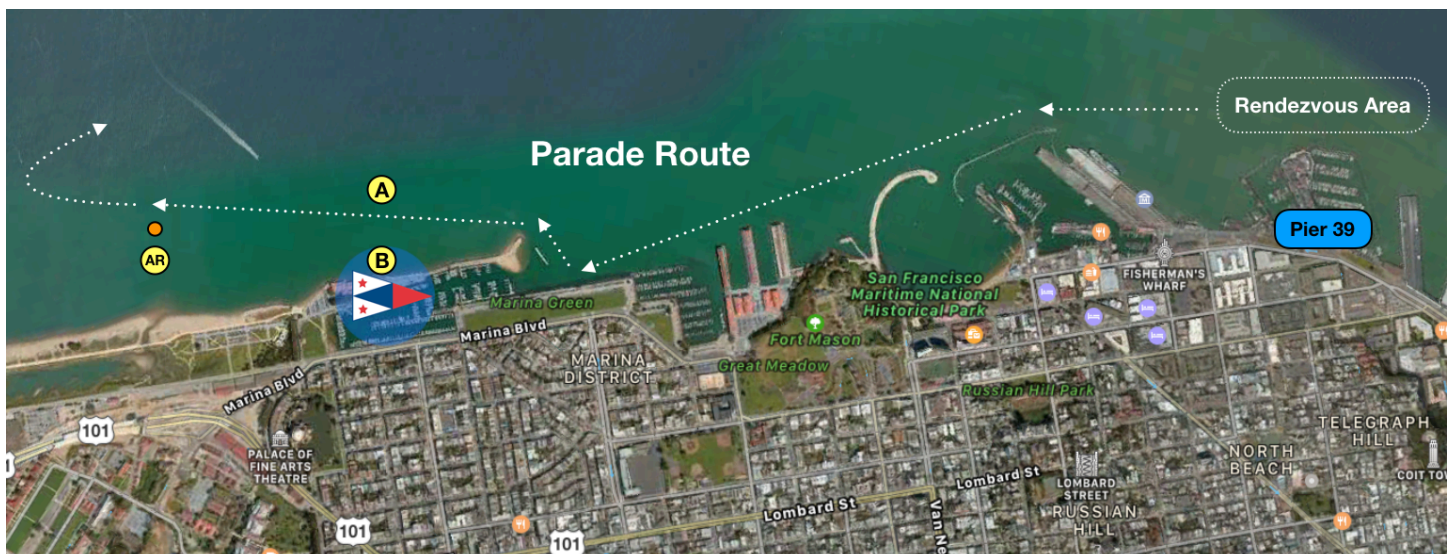 Rendezvous Area
Parade Route
A
B
AR
Pier 39
FISHERMAN'S
WHARF
San Francisco
Maritime National
Historical Park
Marina Green
Marina Blvd
Fort Mason
MARINA
DISTRICT
Great Meadow
Marina Blvd
Russian Hill Park
101
1
PALACE OF
FINE ARTS
THEATRE
TELEGRAPH
HILL
NORTH
BEACH
COIT TO
Lombard St
LOMBARD
STREET
RUSSIAN
HILL
Lombard St
Van Ne
101
101